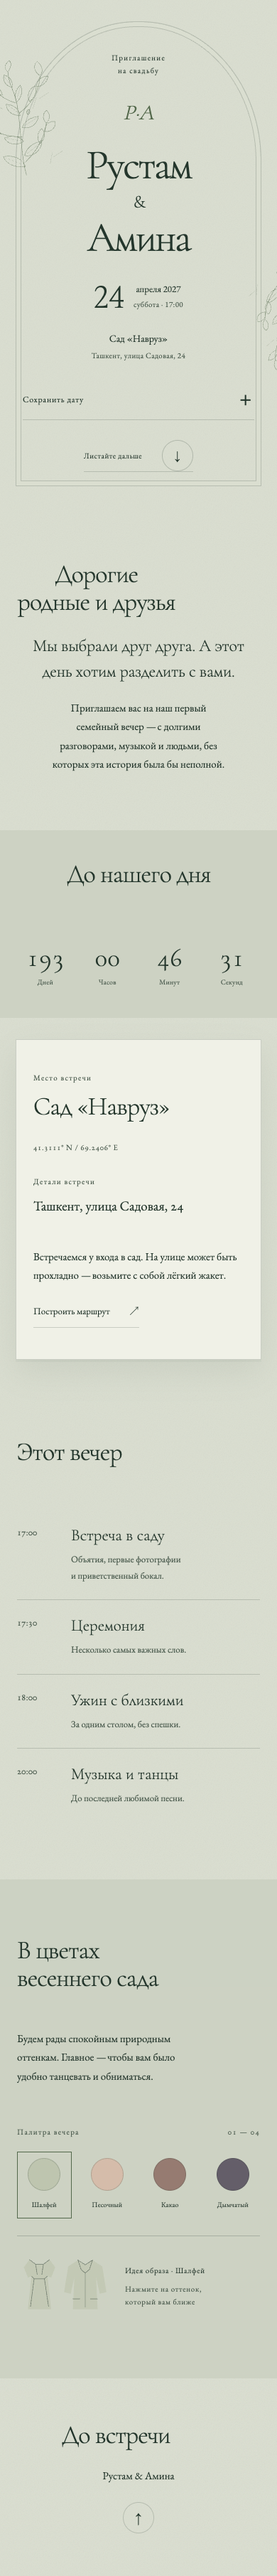 Приглашение
на свадьбу
Р·А
Рустам
&
Амина
24 апреля 2027
суббота · 17:00
Сад «Навруз»
Ташкент, улица Садовая, 24
Сохранить дату +
Листайте дальше ↓
Дорогие
родные и друзья
Мы выбрали друг друга. А этот
день хотим разделить с вами.
Приглашаем вас на наш первый
семейный вечер — с долгими
разговорами, музыкой и людьми, без
которых эта история была бы неполной.
До нашего дня
193 00 46 31
Дней Часов Минут Секунд
Место встречи
Сад «Навруз»
41.3111° N / 69.2406° E
Детали встречи
Ташкент, улица Садовая, 24
Встречаемся у входа в сад. На улице может быть
прохладно — возьмите с собой лёгкий жакет.
Построить маршрут ↗
Этот вечер
17:00 Встреча в саду
Объятия, первые фотографии
и приветственный бокал.
17:30 Церемония
Несколько самых важных слов.
18:00 Ужин с близкими
За одним столом, без спешки.
20:00 Музыка и танцы
До последней любимой песни.
В цветах
весеннего сада
Будем рады спокойным природным
оттенкам. Главное — чтобы вам было
удобно танцевать и обниматься.
Палитра вечера 01 — 04
Шалфей Песочный Какао Дымчатый
Идея образа · Шалфей
Нажмите на оттенок,
который вам ближе
До встречи
Рустам & Амина
↑